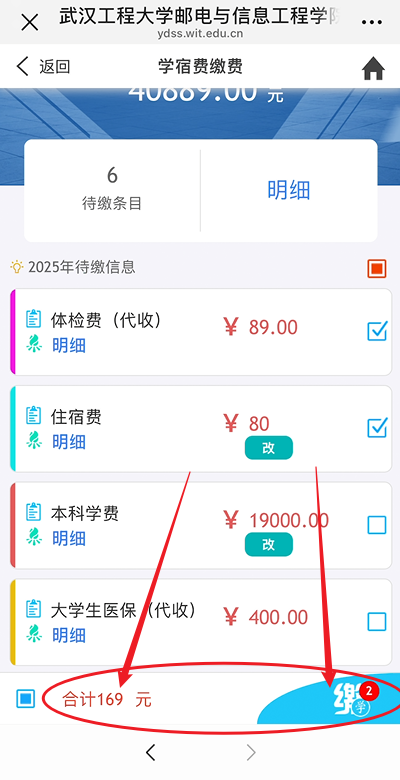 武汉工程大学邮电与信息工程学院
ydss.wit.edu.cn
返回
学宿费缴费
40889.00 元
6
待缴条目
明细
2025年待缴信息
体检费（代收）
¥ 89.00
明细
住宿费
¥ 80
明细
改
本科学费
¥ 19000.00
明细
改
大学生医保（代收）
¥ 400.00
明细
合计169 元
缴
学
2